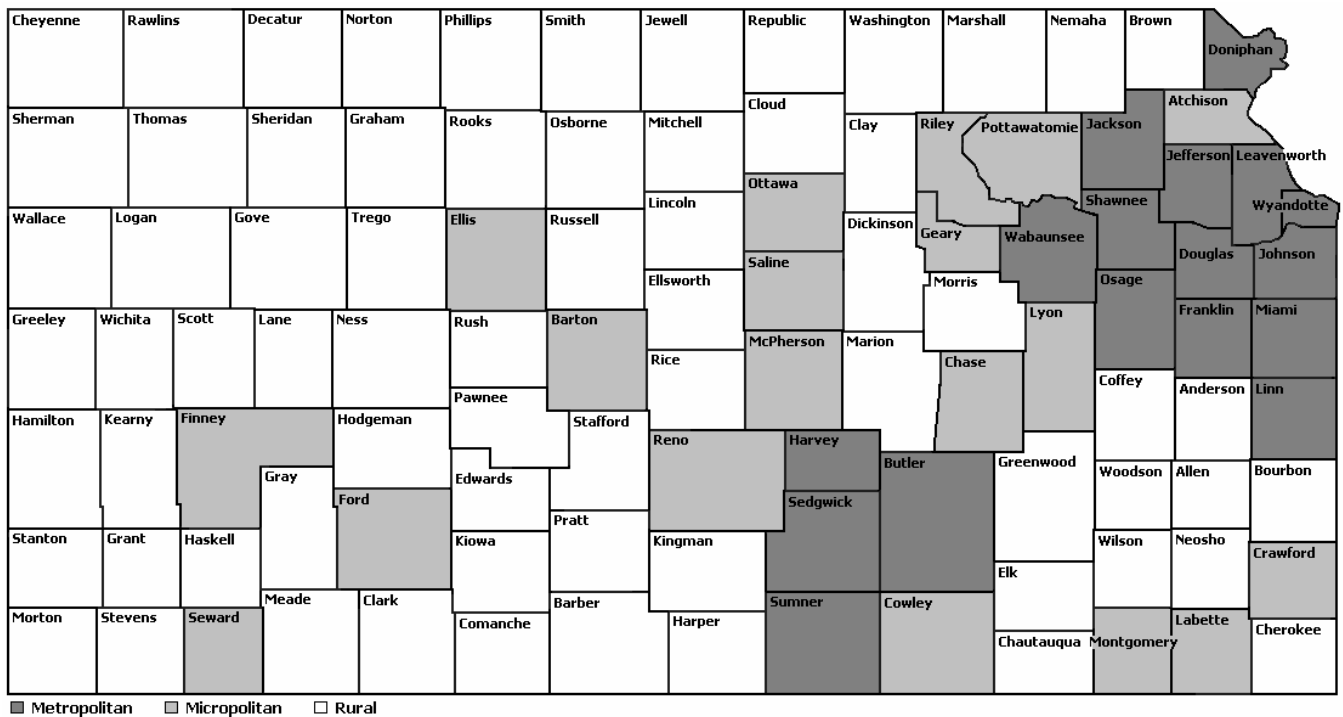 Cheyenne
Rawlins
Decatur
Norton
Phillips
Smith
Jewell
Republic
Washington
Marshall
Nemaha
Brown
Doniphan
Sherman
Thomas
Sheridan
Graham
Rooks
Osborne
Mitchell
Cloud
Clay
Riley
Pottawatomie
Jackson
Atchison
Jefferson
Leavenworth
Ottawa
Lincoln
Shawnee
Wyandotte
Wallace
Logan
Gove
Trego
Ellis
Russell
Dickinson
Geary
Wabaunsee
Douglas
Johnson
Saline
Ellsworth
Morris
Osage
Greeley
Wichita
Scott
Lane
Ness
Rush
Barton
McPherson
Marion
Lyon
Franklin
Miami
Rice
Chase
Coffey
Anderson
Linn
Hamilton
Kearny
Finney
Hodgeman
Pawnee
Stafford
Reno
Harvey
Butler
Greenwood
Woodson
Allen
Bourbon
Gray
Ford
Edwards
Sedgwick
Stanton
Grant
Haskell
Kiowa
Pratt
Kingman
Elk
Wilson
Neosho
Crawford
Morton
Stevens
Seward
Meade
Clark
Comanche
Barber
Harper
Sumner
Cowley
Chautauqua
Montgomery
Labette
Cherokee
Metropolitan
Micropolitan
Rural